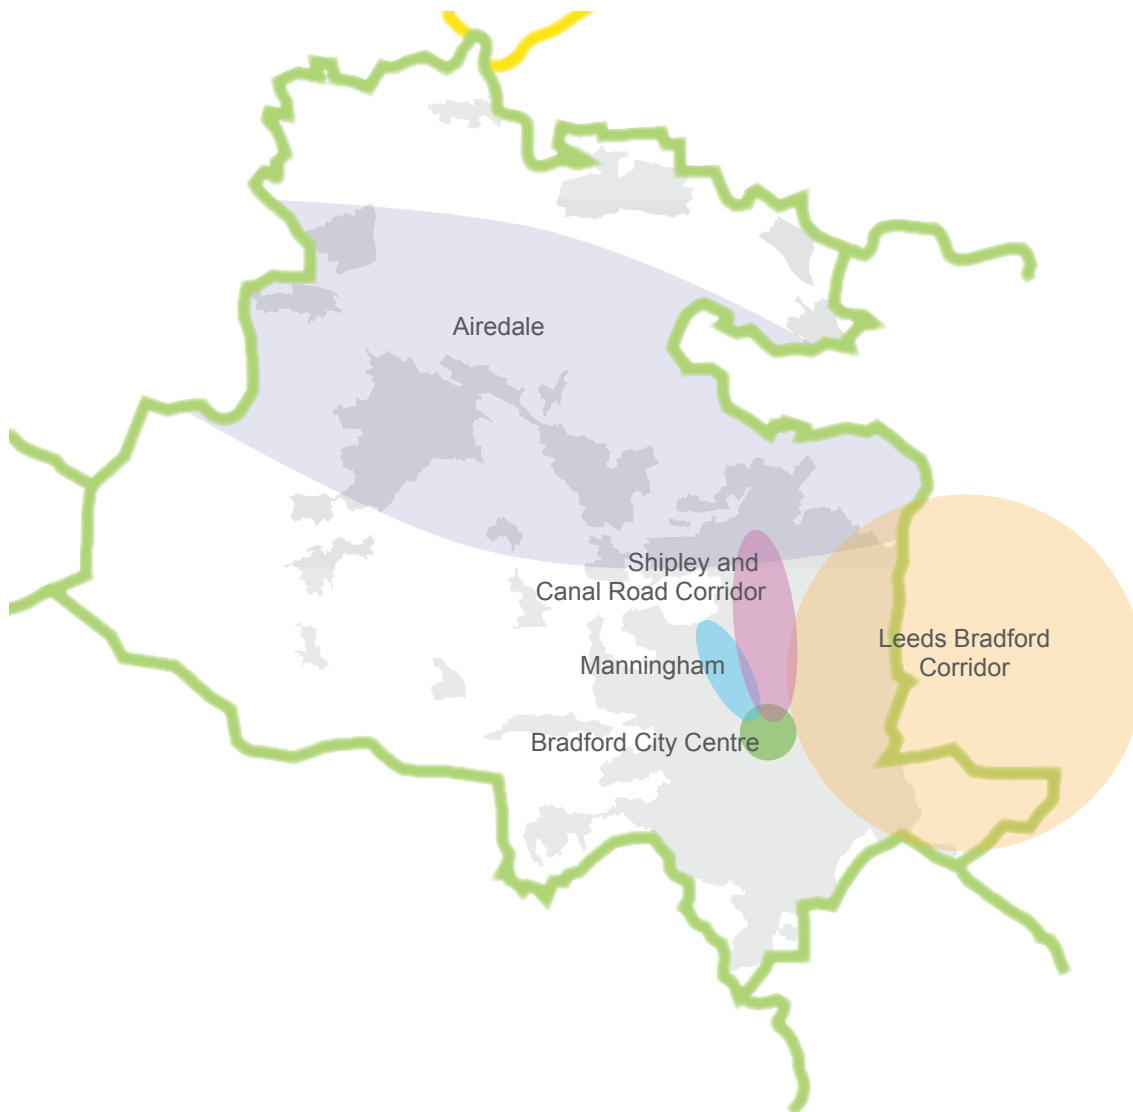 Airedale
Shipley and
Canal Road Corridor
Leeds Bradford
Corridor
Manningham
Bradford City Centre